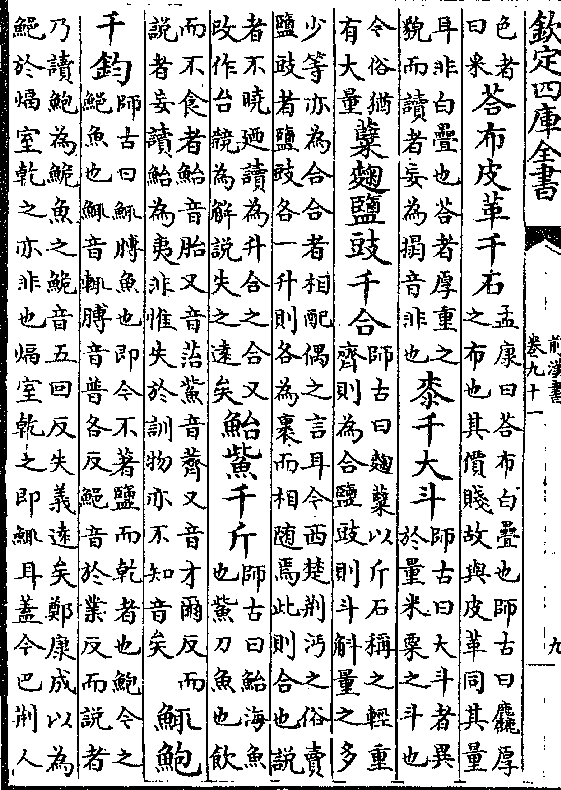 欽定四庫全書
前漢書
卷九十一
九
色者
曰來
荅布皮革千石
孟康曰荅布白疊也師古曰麤厚
之布也其價賤故與皮革同其量
耳非白疊也荅者厚重之
貌而讀者妄為搨音非也
桼千大斗
師古曰大斗者異
於量米粟之斗也
今俗猶
有大量
蘖麴鹽豉千合
師古曰麴蘖以斤石稱之輕重
齊則為合鹽豉則斗斛量之多
少等亦為合合者相配偶之言耳今西楚荆沔之俗賣
鹽豉者鹽豉各一升則各為裹而相隨焉此則合也説
者不曉迺讀為升合之合又
改作台競為解説失之遠矣
鮐鮆千斤
師古曰鮐海魚
也鮆刀魚也飲
而不食者鮐音胎又音菭鮆音薺又音才爾反而
説者妄讀鮐為夷非惟失於訓物亦不知音矣
鮿鮑
千鈞
師古曰鮿膊魚也即今不著鹽而乾者也鮑今之
䱒魚也鮿音輒膊音普各反䱒音於業反而説者
乃讀鮑為鮠魚之鮠音五回反失義逺矣鄭康成以為
䱒於煏室乾之亦非也煏室乾之即鮿耳蓋今巴荆人